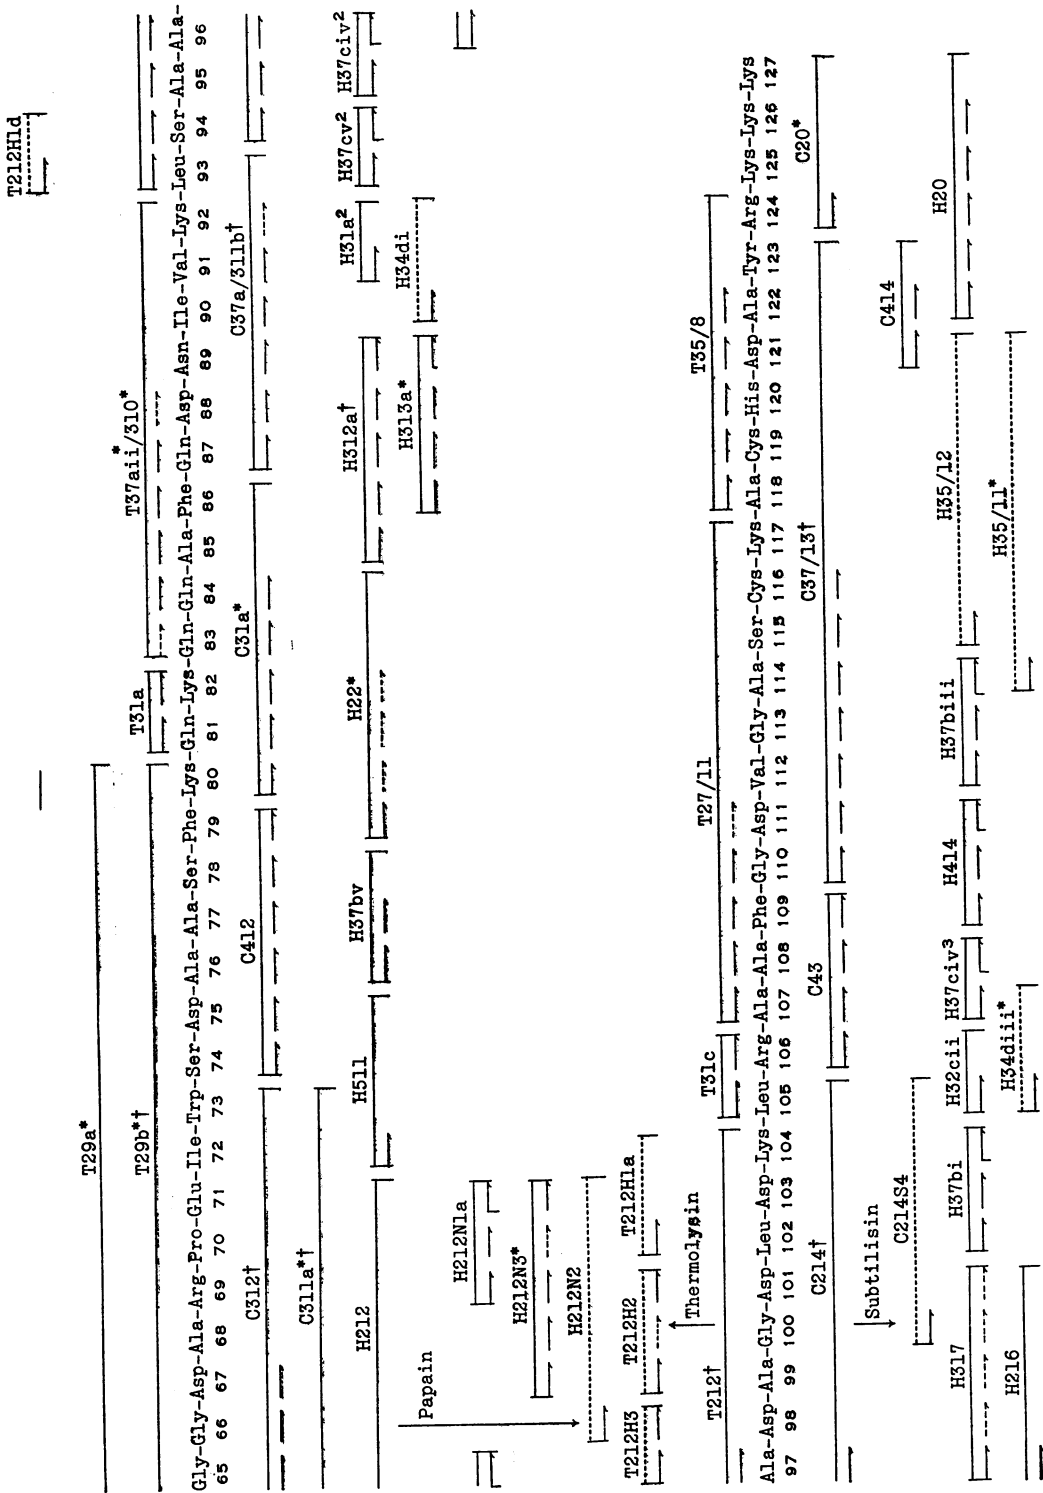 T212H1d
T29a*
T29b*†
T31a
T37aii*/310*
Gly-Gly-Asp-Ala-Arg-Pro-Glu-Ile-Trp-Ser-Asp-Ala-Ala-Ser-Phe-Lys-Gln-Lys-Gln-Gln-Ala-Phe-Gln-Asp-Asn-Ile-Val-Lys-Leu-Ser-Ala-Ala-
65 66 67 68 69 70 71 72 73 74 75 76 77 78 79 80 81 82 83 84 85 86 87 88 89 90 91 92 93 94 95 96
C312† C412 C31a* C37a/311b†
C311a*†
H212 H511 H37bv H22* H312a† H31a² H37cv² H37civ²
H313a* H34di
Papain
H212N1a
H212N3*
H212N2
T212H3 T212H2 T212H1a
Thermolysin
T212† T31c T27/11 T35/8
Ala-Asp-Ala-Gly-Asp-Leu-Asp-Lys-Leu-Arg-Ala-Ala-Phe-Gly-Asp-Val-Gly-Ala-Ser-Cys-Lys-Ala-Cys-His-Asp-Ala-Tyr-Arg-Lys-Lys-Lys
97 98 99 100 101 102 103 104 105 106 107 108 109 110 111 112 113 114 115 116 117 118 119 120 121 122 123 124 125 126 127
C214† C43 C37/13† C20*
Subtilisin
C214S4 C414
H317 H37bi H32cii H37civ³ H414 H37biii H35/12 H20
H216 H34diii* H35/11*